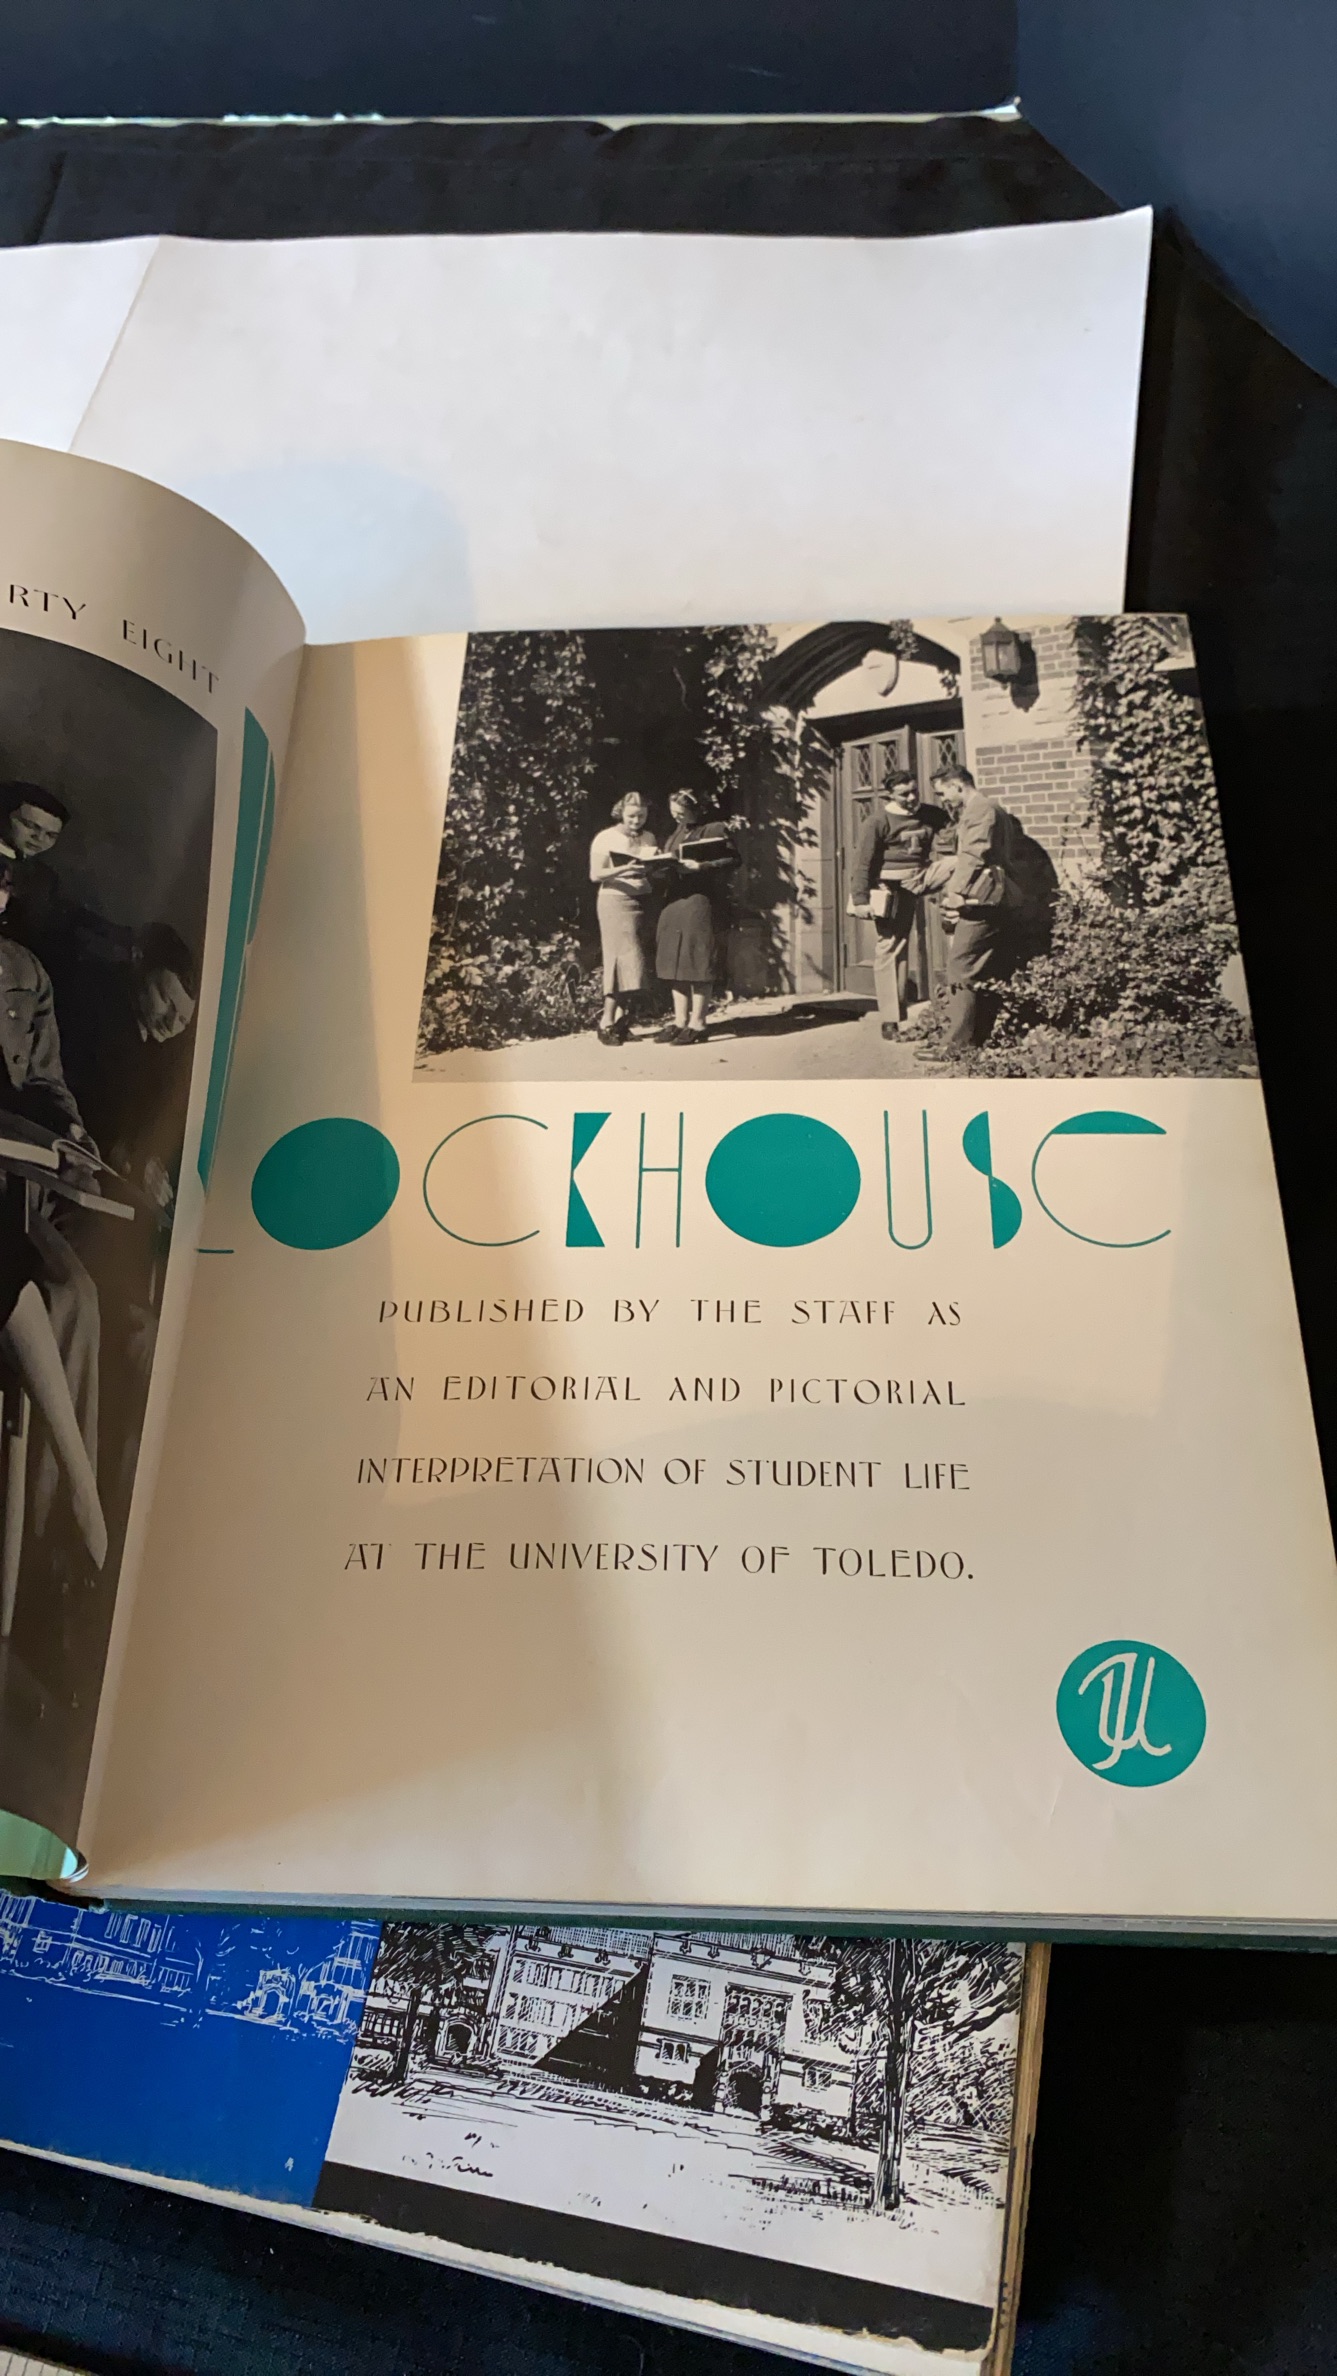 RTY EIGHT
LOCKHOUSE
PUBLISHED BY THE STAFF AS
AN EDITORIAL AND PICTORIAL
INTERPRETATION OF STUDENT LIFE
AT THE UNIVERSITY OF TOLEDO.
TU